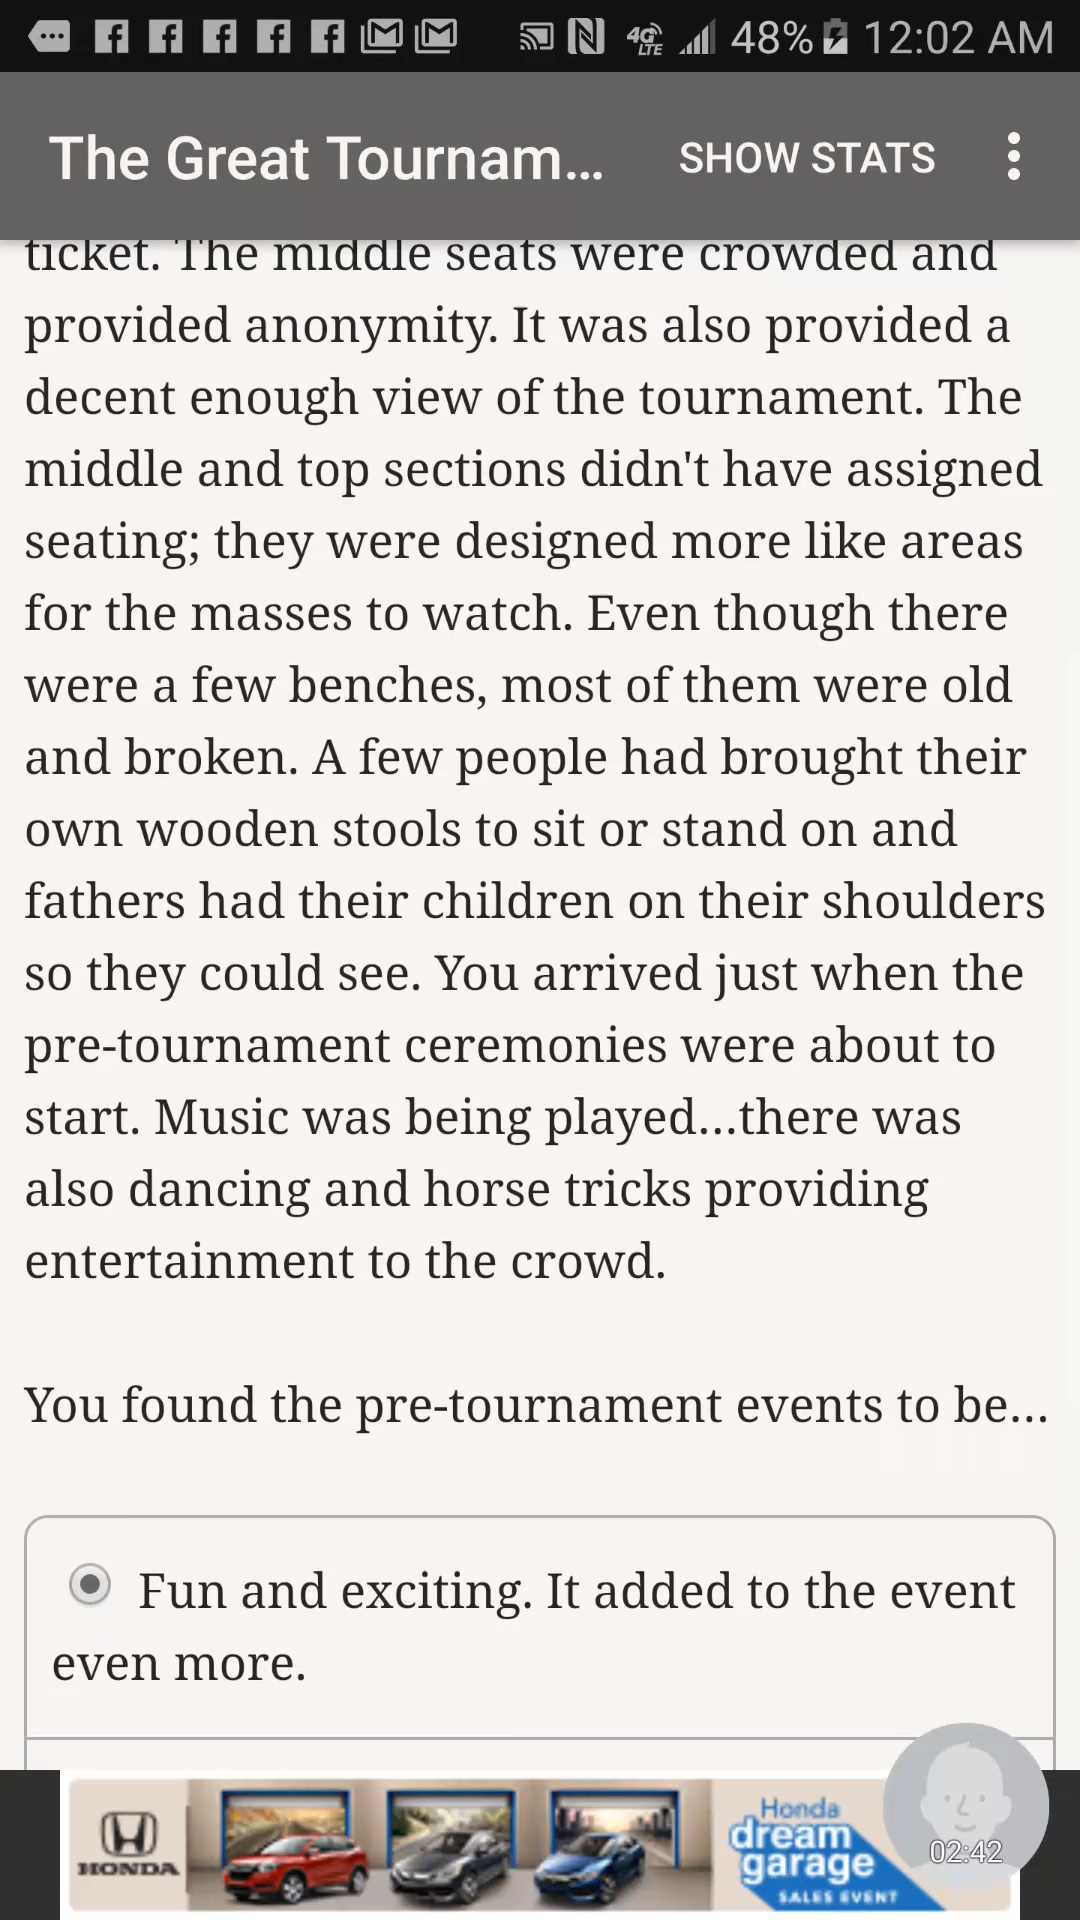 4G LTE 48% 12:02 AM
The Great Tournam... SHOW STATS
ticket. The middle seats were crowded and
provided anonymity. It was also provided a
decent enough view of the tournament. The
middle and top sections didn't have assigned
seating; they were designed more like areas
for the masses to watch. Even though there
were a few benches, most of them were old
and broken. A few people had brought their
own wooden stools to sit or stand on and
fathers had their children on their shoulders
so they could see. You arrived just when the
pre-tournament ceremonies were about to
start. Music was being played...there was
also dancing and horse tricks providing
entertainment to the crowd.
You found the pre-tournament events to be...
Fun and exciting. It added to the event
even more.
HONDA
Honda
dream
garage
SALES EVENT
02:42